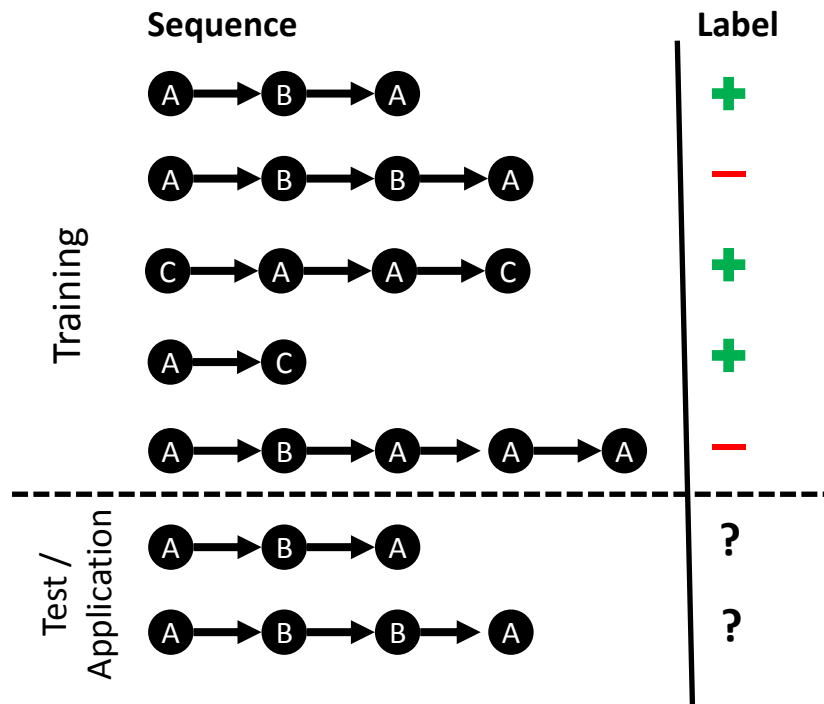 Sequence Label
Training
A B A +
A B B A −
C A A C +
A C +
A B A A A −
Test /
Application
A B A ?
A B B A ?